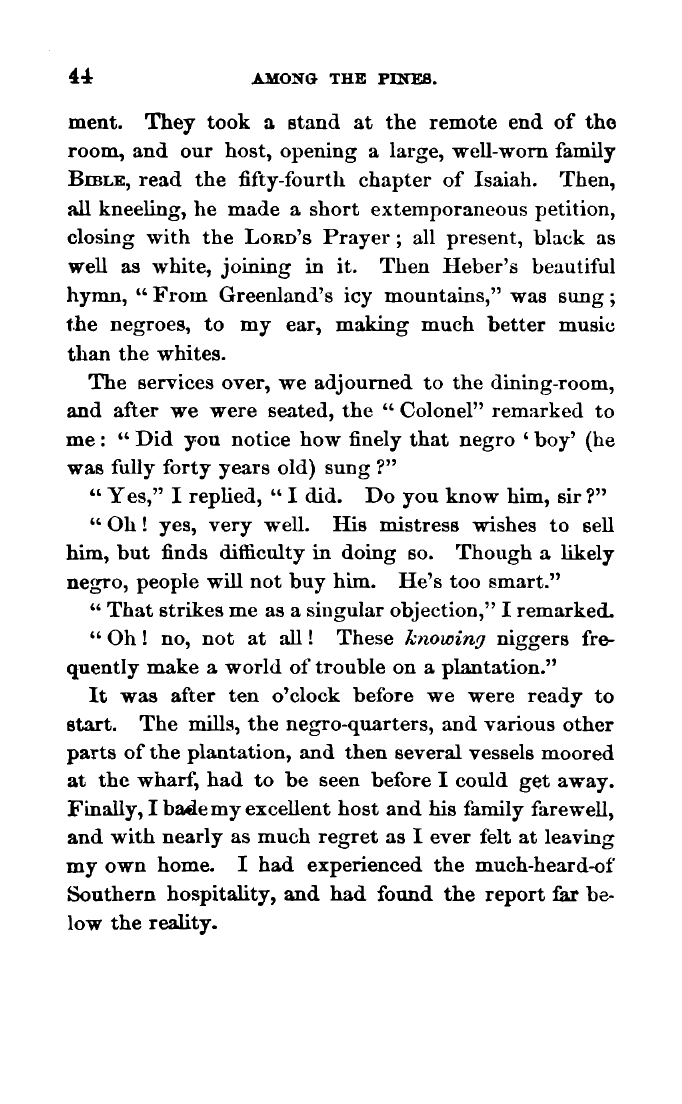 44 AMONG THE PINES.
ment. They took a stand at the remote end of the
room, and our host, opening a large, well-worn family
BIBLE, read the fifty-fourth chapter of Isaiah. Then,
all kneeling, he made a short extemporaneous petition,
closing with the LORD'S Prayer; all present, black as
well as white, joining in it. Then Heber's beautiful
hymn, “From Greenland's icy mountains,” was sung;
the negroes, to my ear, making much better music
than the whites.
The services over, we adjourned to the dining-room,
and after we were seated, the “Colonel” remarked to
me: “Did you notice how finely that negro ‘boy’ (he
was fully forty years old) sung?”
“Yes,” I replied, “I did. Do you know him, sir?”
“Oh! yes, very well. His mistress wishes to sell
him, but finds difficulty in doing so. Though a likely
negro, people will not buy him. He's too smart.”
“That strikes me as a singular objection,” I remarked.
“Oh! no, not at all! These knowing niggers fre-
quently make a world of trouble on a plantation.”
It was after ten o'clock before we were ready to
start. The mills, the negro-quarters, and various other
parts of the plantation, and then several vessels moored
at the wharf, had to be seen before I could get away.
Finally, I bade my excellent host and his family farewell,
and with nearly as much regret as I ever felt at leaving
my own home. I had experienced the much-heard-of
Southern hospitality, and had found the report far be-
low the reality.